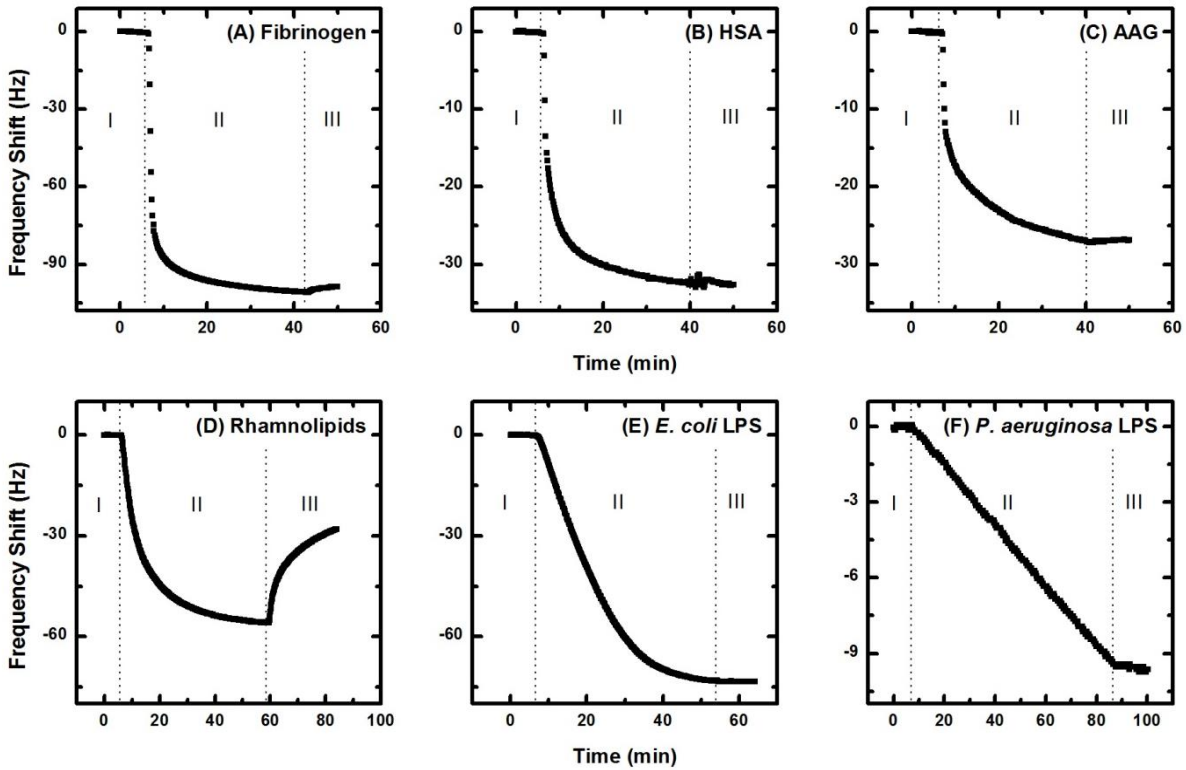 (A) Fibrinogen
0
-30
-60
-90
I II III
0 20 40 60
(B) HSA
0
-10
-20
-30
I II III
0 20 40 60
(C) AAG
0
-10
-20
-30
I II III
0 20 40 60
Frequency Shift (Hz)
Time (min)
(D) Rhamnolipids
0
-30
-60
I II III
0 20 40 60 80 100
(E) E. coli LPS
0
-30
-60
I II III
0 20 40 60
(F) P. aeruginosa LPS
0
-3
-6
-9
I II III
0 20 40 60 80 100
Frequency Shift (Hz)
Time (min)